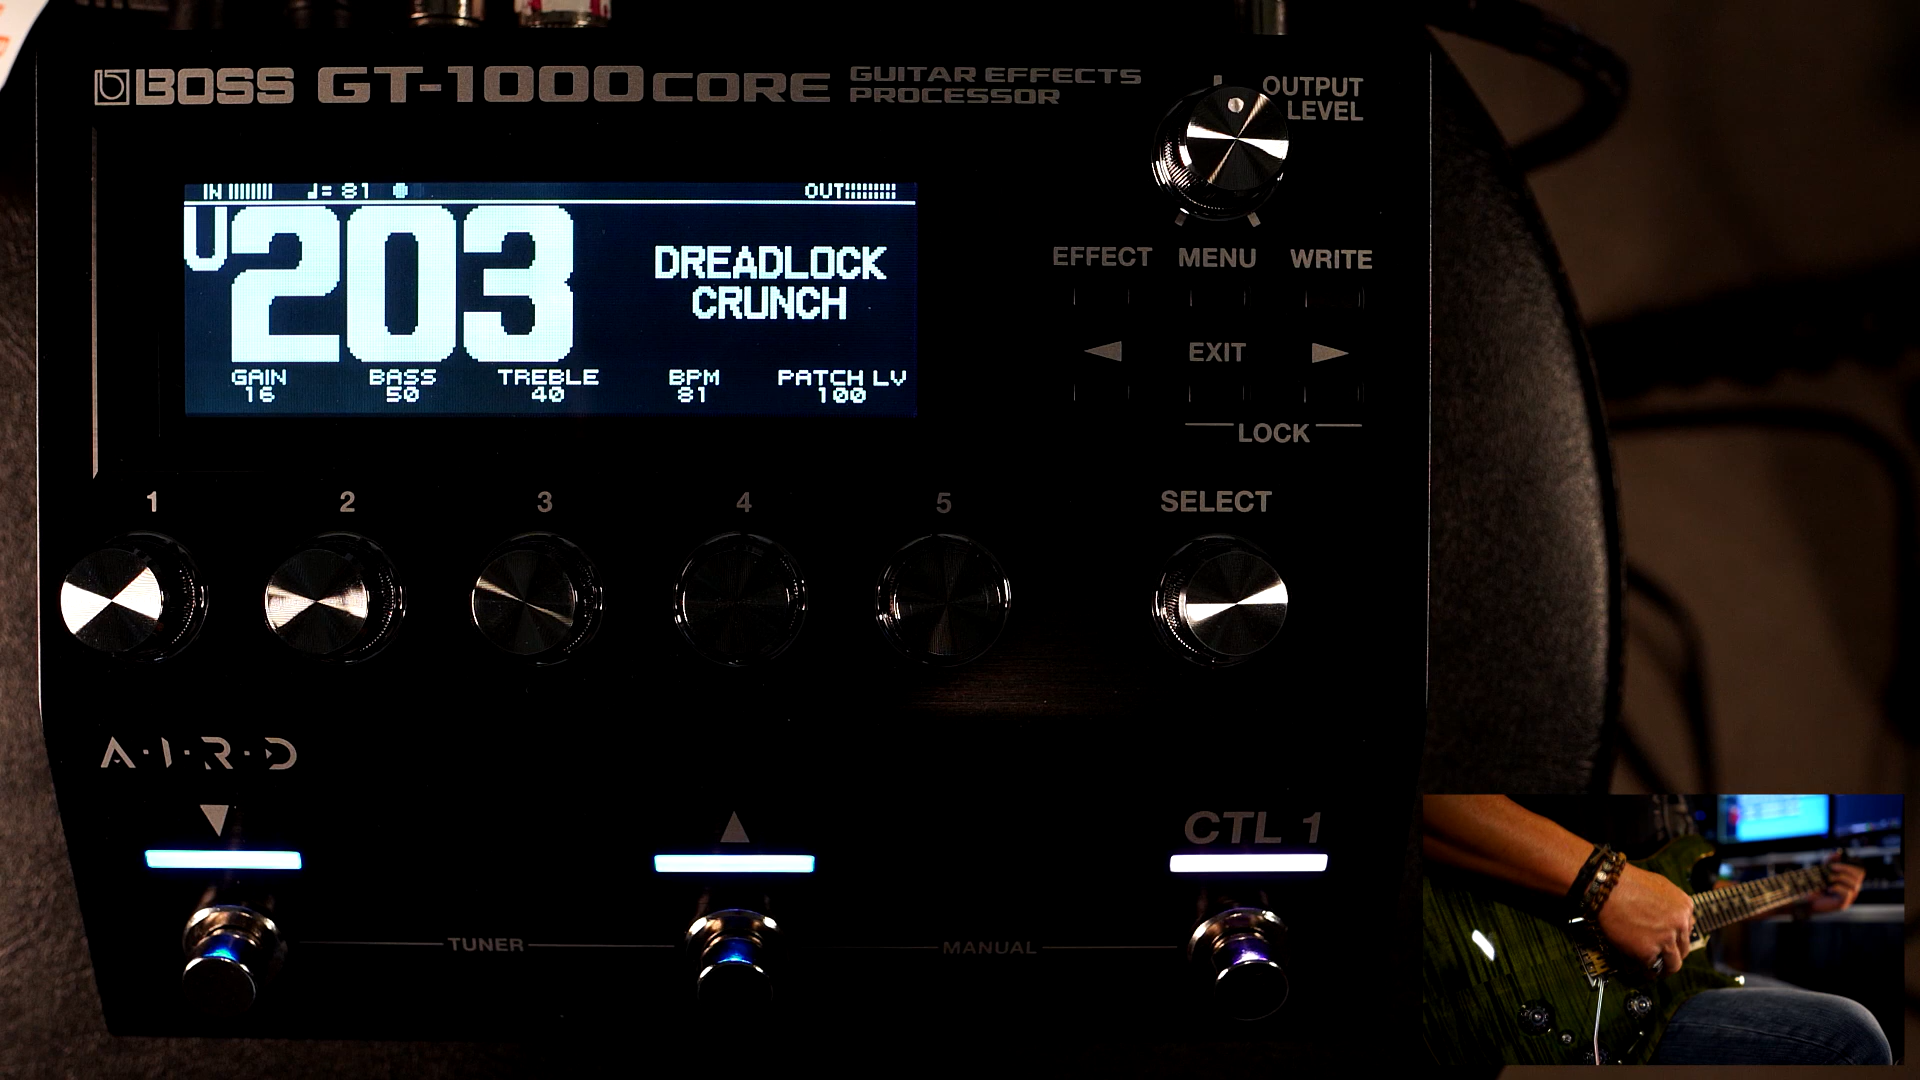 BOSS GT-1000CORE GUITAR EFFECTS
PROCESSOR
OUTPUT
LEVEL
IN ♩= 81 OUT
U203
DREADLOCK
CRUNCH
GAIN BASS TREBLE BPM PATCH LV
16 50 40 81 100
EFFECT MENU WRITE
EXIT
LOCK
1 2 3 4 5 SELECT
A·I·R·D
CTL 1
TUNER MANUAL